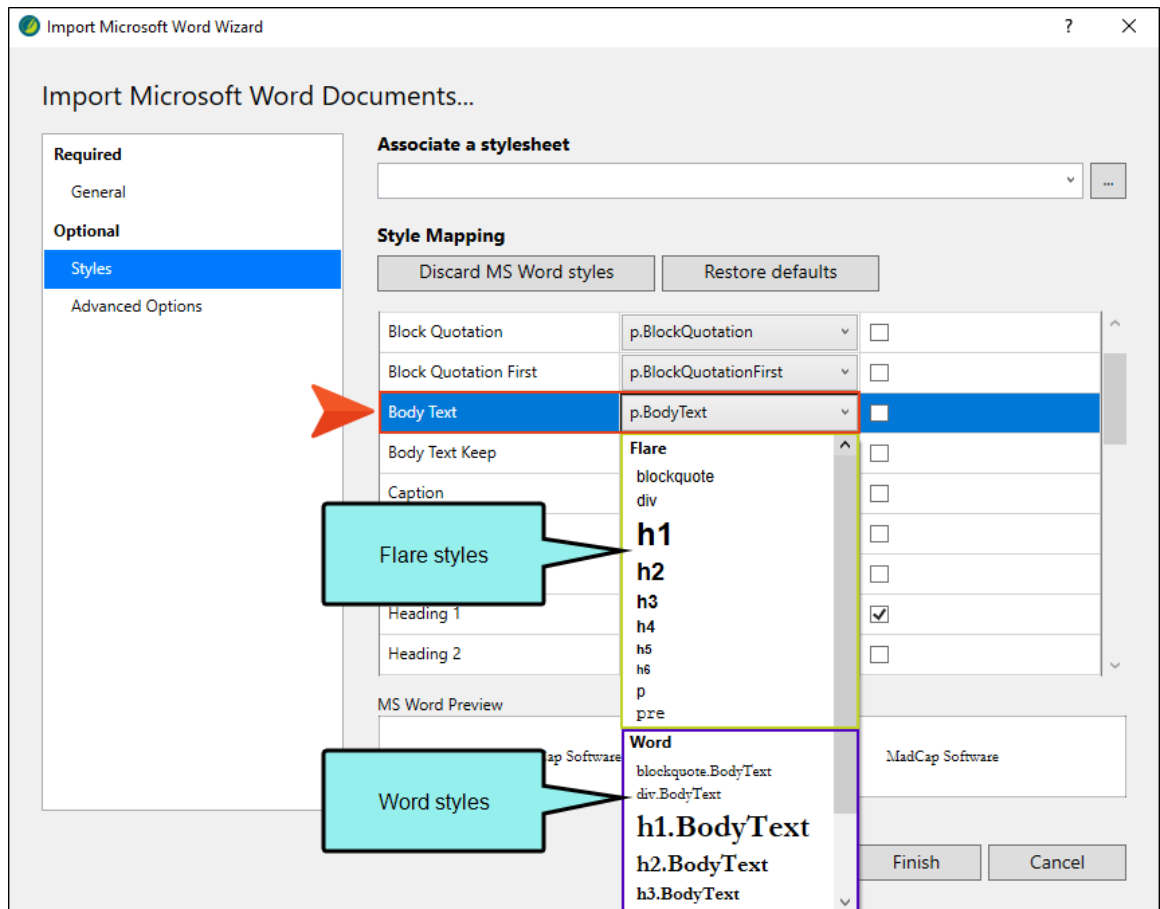 Import Microsoft Word Wizard
?
Import Microsoft Word Documents...
Required
General
Optional
Styles
Advanced Options
Associate a stylesheet
...
Style Mapping
Discard MS Word styles
Restore defaults
Block Quotation
p.BlockQuotation
Block Quotation First
p.BlockQuotationFirst
Body Text
p.BodyText
Body Text Keep
Caption
Heading 1
Heading 2
Flare
blockquote
div
h1
h2
h3
h4
h5
h6
p
pre
Flare styles
MS Word Preview
Software
MadCap Software
Word
blockquote.BodyText
div.BodyText
h1.BodyText
h2.BodyText
h3.BodyText
Word styles
Finish
Cancel